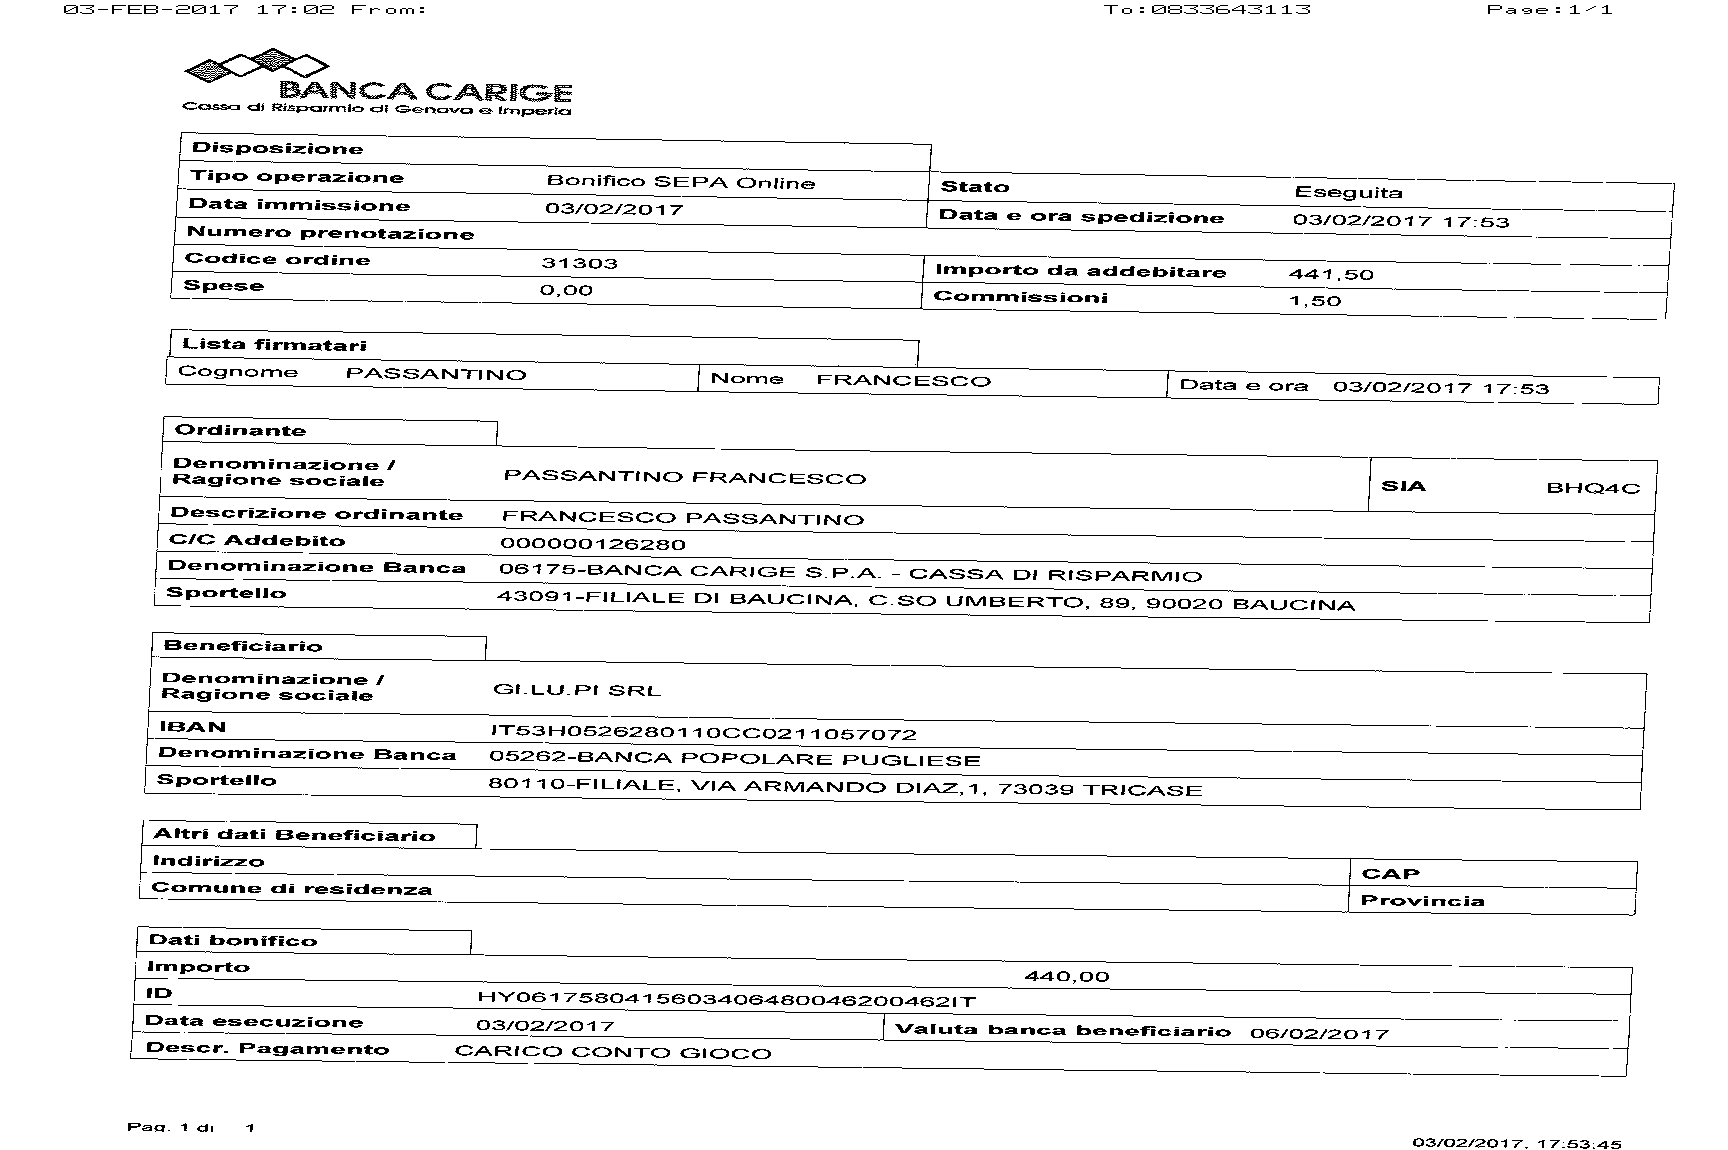 03-FEB-2017 17:02 From: To:0833643113 Page:1/1
BANCA CARIGE
Cassa di Risparmio di Genova e Imperia
Disposizione
Tipo operazione Bonifico SEPA Online Stato Eseguita
Data immissione 03/02/2017 Data e ora spedizione 03/02/2017 17:53
Numero prenotazione
Codice ordine 31303 Importo da addebitare 441,50
Spese 0,00 Commissioni 1,50
Lista firmatari
Cognome PASSANTINO Nome FRANCESCO Data e ora 03/02/2017 17:53
Ordinante
Denominazione /
Ragione sociale PASSANTINO FRANCESCO SIA BHQ4C
Descrizione ordinante FRANCESCO PASSANTINO
C/C Addebito 000000126280
Denominazione Banca 06175-BANCA CARIGE S.P.A. - CASSA DI RISPARMIO
Sportello 43091-FILIALE DI BAUCINA, C.SO UMBERTO, 89, 90020 BAUCINA
Beneficiario
Denominazione /
Ragione sociale GI.LU.PI SRL
IBAN IT53H0526280110CC0211057072
Denominazione Banca 05262-BANCA POPOLARE PUGLIESE
Sportello 80110-FILIALE, VIA ARMANDO DIAZ,1, 73039 TRICASE
Altri dati Beneficiario
Indirizzo CAP
Comune di residenza Provincia
Dati bonifico
Importo 440,00
ID HY0617580415603406480046200462IT
Data esecuzione 03/02/2017 Valuta banca beneficiario 06/02/2017
Descr. Pagamento CARICO CONTO GIOCO
Pag. 1 di 1
03/02/2017, 17:53:45